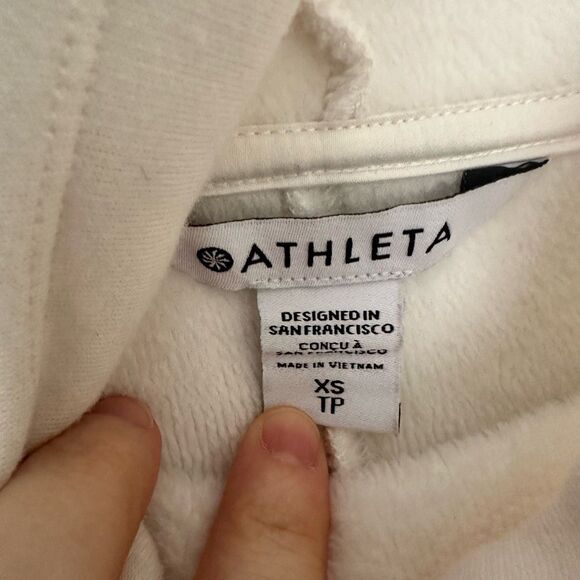 ATHLETA
DESIGNED IN
SAN FRANCISCO
CONÇU À
SAN FRANCISCO
MADE IN VIETNAM
XS
TP